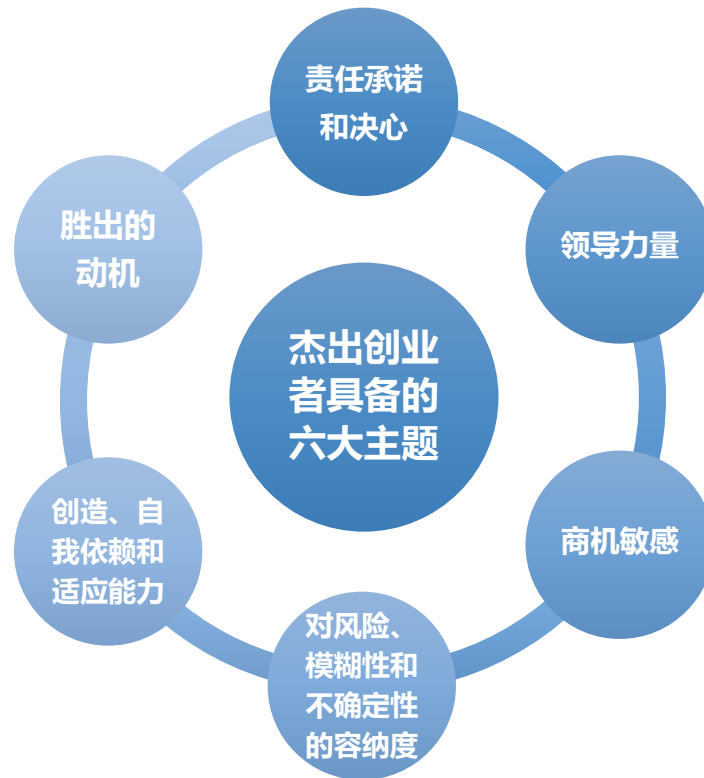 责任承诺
和决心
领导力量
商机敏感
对风险、
模糊性和
不确定性
的容纳度
创造、自
我依赖和
适应能力
胜出的
动机
杰出创业
者具备的
六大主题